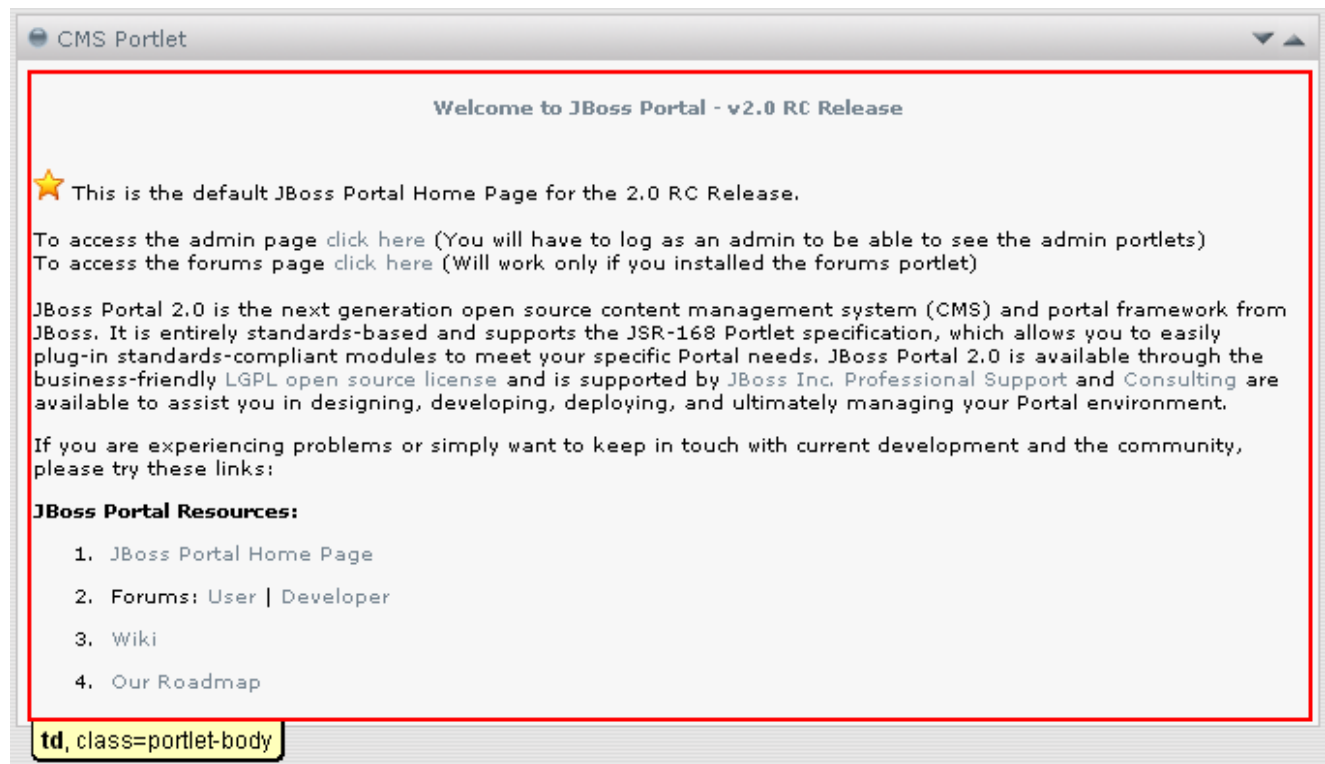 CMS Portlet
Welcome to JBoss Portal - v2.0 RC Release
This is the default JBoss Portal Home Page for the 2.0 RC Release.
To access the admin page click here (You will have to log as an admin to be able to see the admin portlets)
To access the forums page click here (Will work only if you installed the forums portlet)
JBoss Portal 2.0 is the next generation open source content management system (CMS) and portal framework from
JBoss. It is entirely standards-based and supports the JSR-168 Portlet specification, which allows you to easily
plug-in standards-compliant modules to meet your specific Portal needs. JBoss Portal 2.0 is available through the
business-friendly LGPL open source license and is supported by JBoss Inc. Professional Support and Consulting are
available to assist you in designing, developing, deploying, and ultimately managing your Portal environment.
If you are experiencing problems or simply want to keep in touch with current development and the community,
please try these links:
JBoss Portal Resources:
1. JBoss Portal Home Page
2. Forums: User | Developer
3. Wiki
4. Our Roadmap
td, class=portlet-body